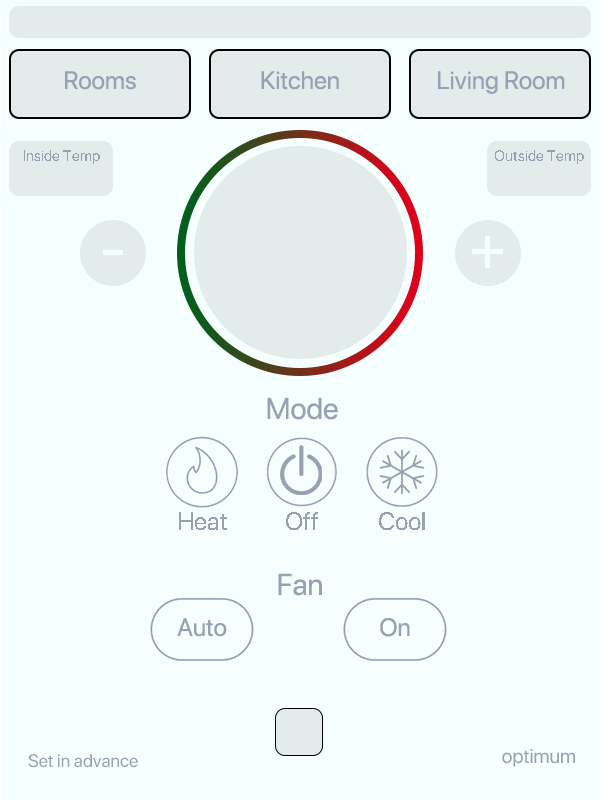 Rooms
Kitchen
Living Room
Inside Temp
Outside Temp
-
+
Mode
Heat
Off
Cool
Fan
Auto
On
Set in advance
optimum